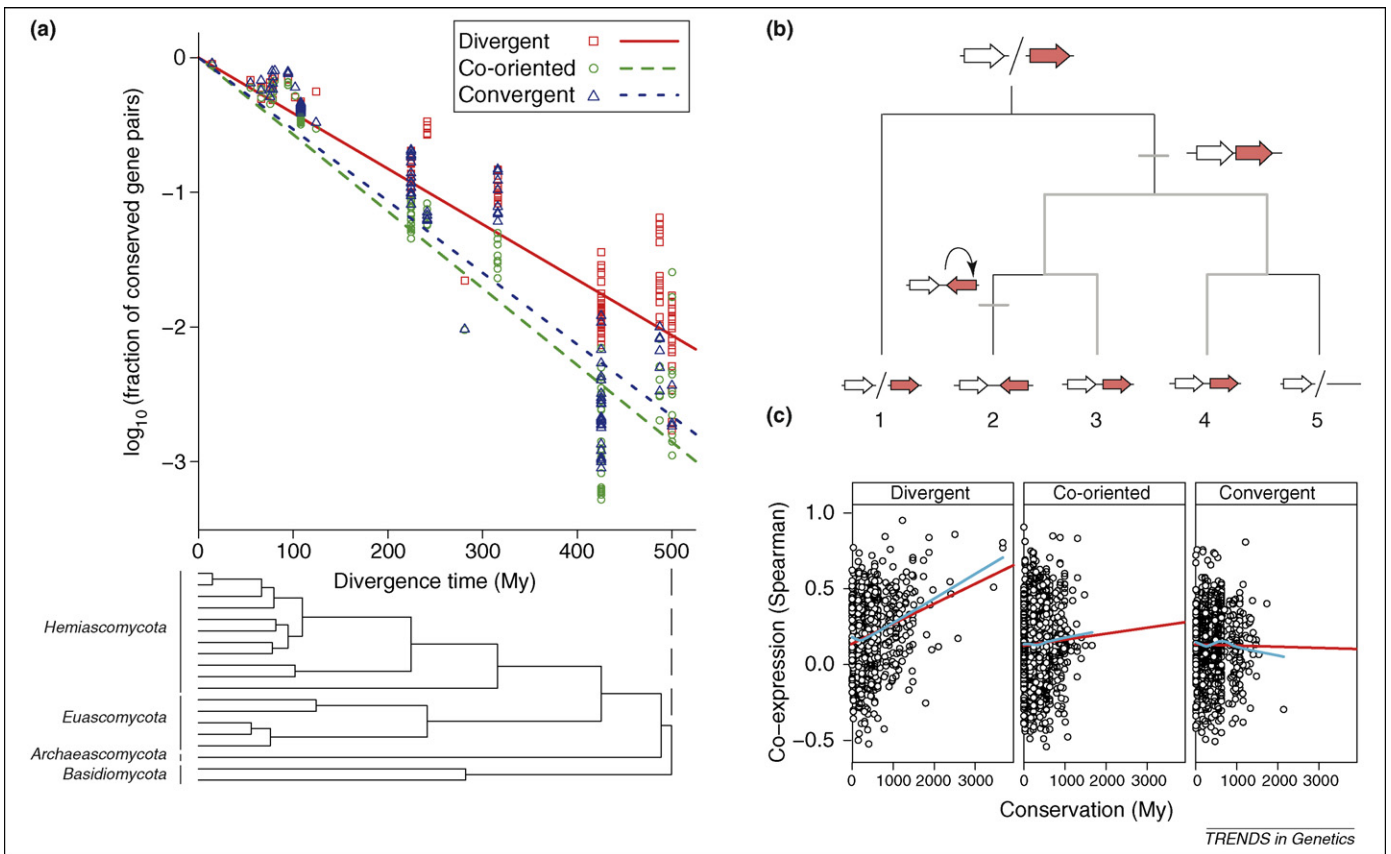 (a)
Divergent
Co-oriented
Convergent
0
−1
−2
−3
log10 (fraction of conserved gene pairs)
0 100 200 300 400 500
Divergence time (My)
Hemiascomycota
Euascomycota
Archaeascomycota
Basidiomycota
(b)
1 2 3 4 5
(c)
Divergent Co-oriented Convergent
1.0
0.5
0.0
−0.5
Co–expression (Spearman)
0 1000 2000 3000 0 1000 2000 3000 0 1000 2000 3000
Conservation (My)
TRENDS in Genetics